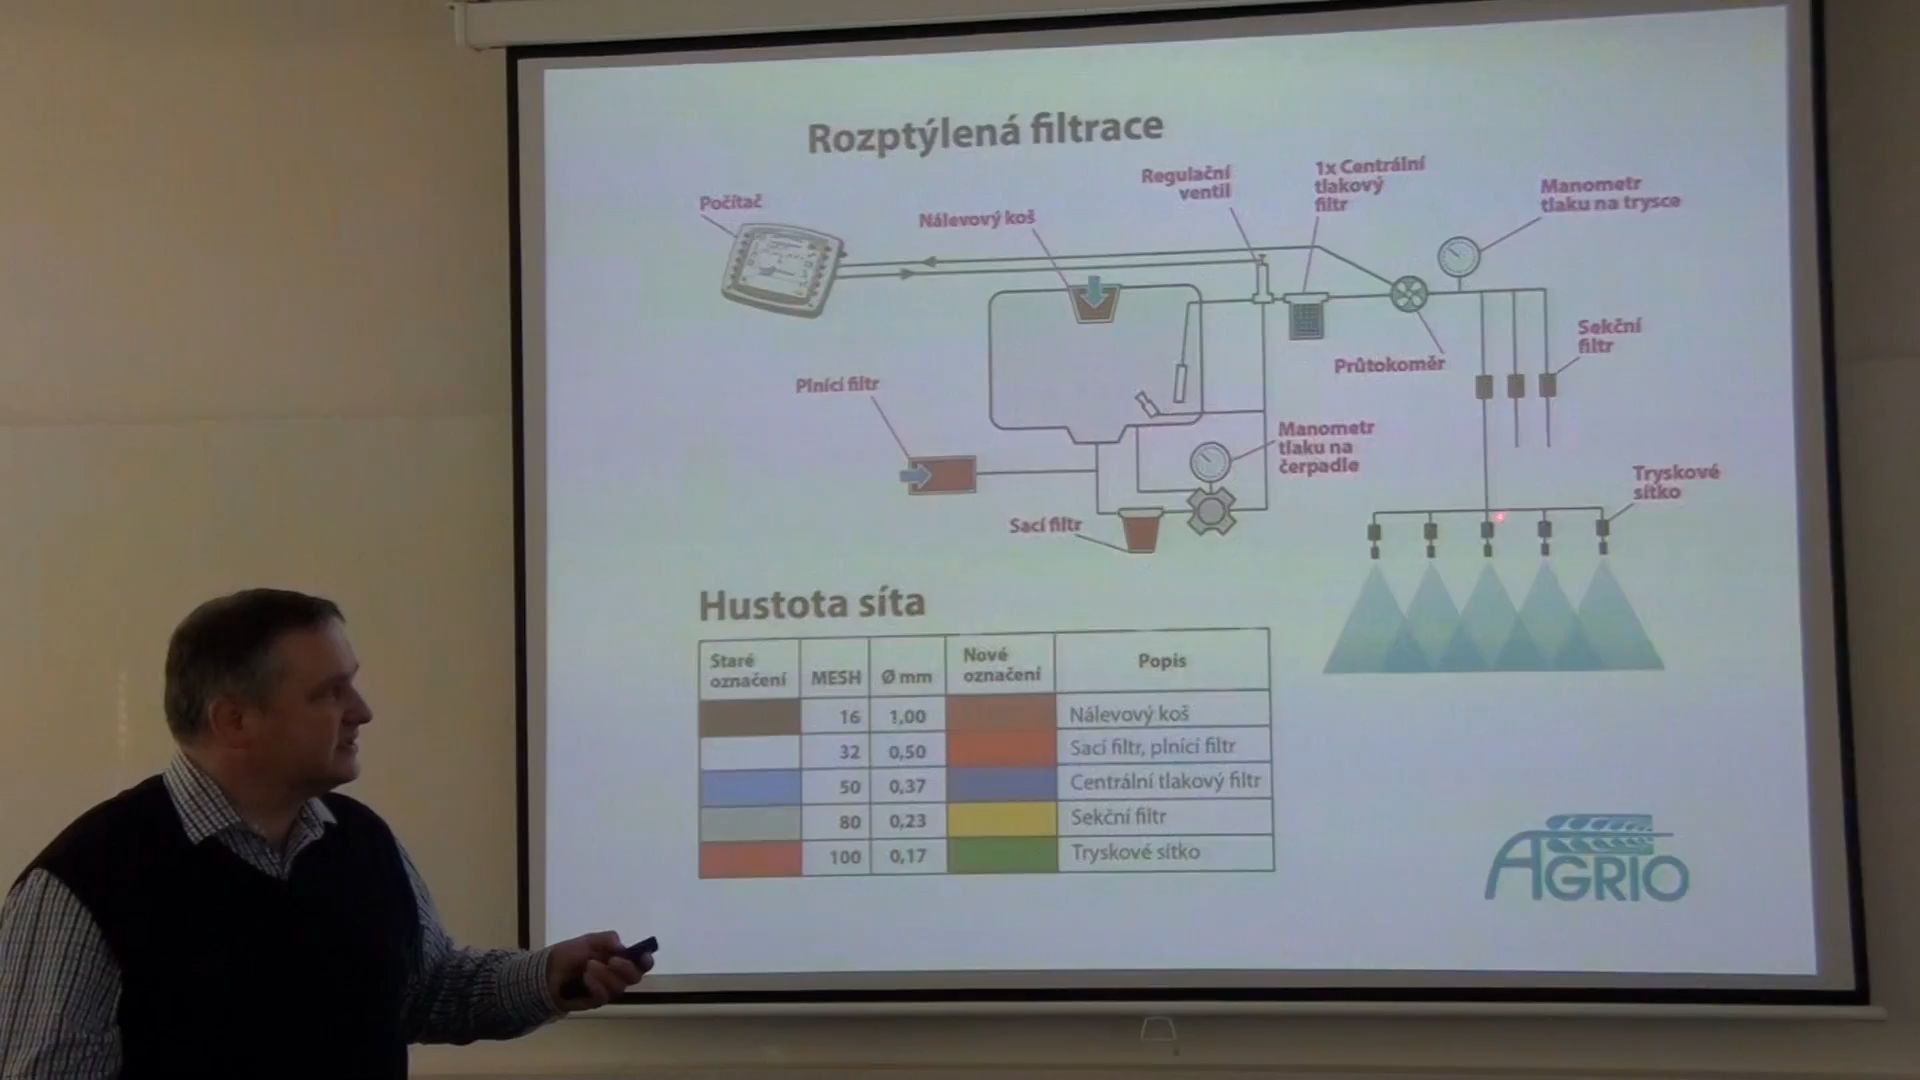 Rozptýlená filtrace
Počítač
Nálevový koš
Regulační
ventil
1x Centrální
tlakový
filtr
Manometr
tlaku na trysce
Plnící filtr
Průtokoměr
Sekční
filtr
Manometr
tlaku na
čerpadle
Sací filtr
Tryskové
sítko
Hustota síta
Staré
označení
MESH
Ø mm
Nové
označení
Popis
16 1,00 Nálevový koš
32 0,50 Sací filtr, plnící filtr
50 0,37 Centrální tlakový filtr
80 0,23 Sekční filtr
100 0,17 Tryskové sítko
AGRIO